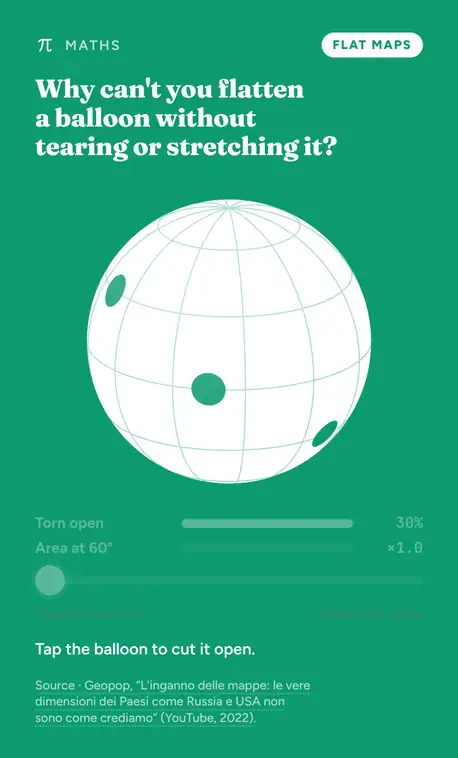 π MATHS
FLAT MAPS
Why can't you flatten
a balloon without
tearing or stretching it?
Torn open 30%
Area at 60° ×1.0
Tap the balloon to cut it open.
Source · Geopop, “L'inganno delle mappe: le vere
dimensioni dei Paesi come Russia e USA non
sono come crediamo” (YouTube, 2022).